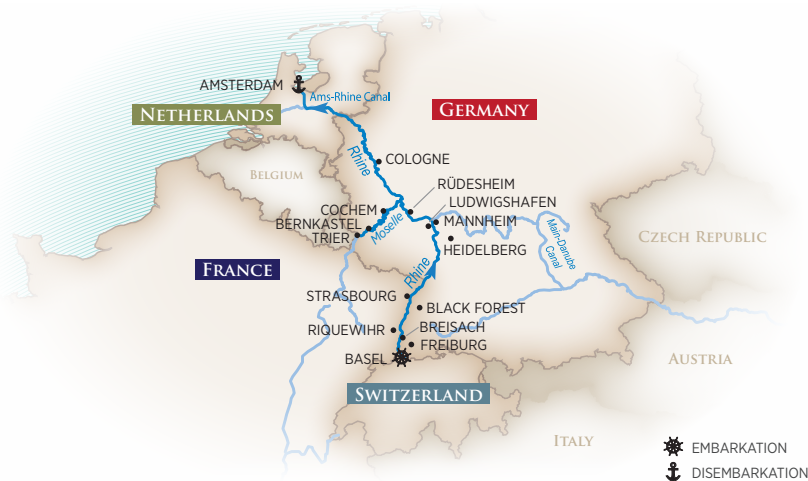 AMSTERDAM
Ams-Rhine Canal
NETHERLANDS
GERMANY
Rhine
COLOGNE
BELGIUM
RÜDESHEIM
LUDWIGSHAFEN
COCHEM
MANNHEIM
BERNKASTEL
Moselle
TRIER
HEIDELBERG
Main-Danube
Canal
CZECH REPUBLIC
FRANCE
Rhine
STRASBOURG
BLACK FOREST
RIQUEWIHR
BREISACH
FREIBURG
BASEL
AUSTRIA
SWITZERLAND
ITALY
EMBARKATION
DISEMBARKATION